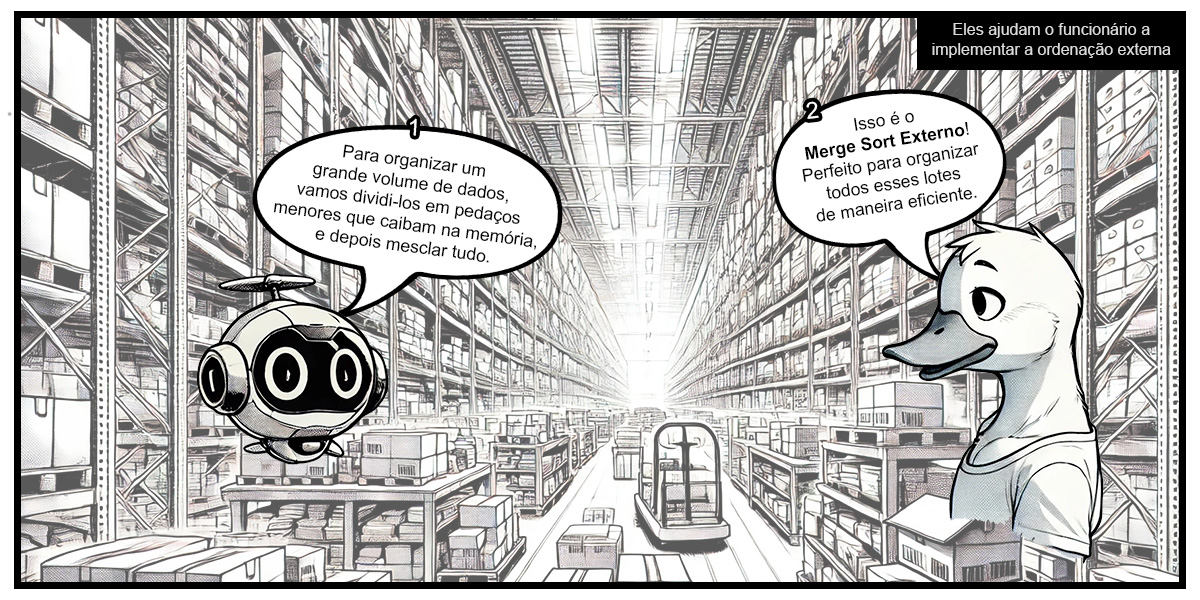 Eles ajudam o funcionário a
implementar a ordenação externa
1
Para organizar um
grande volume de dados,
vamos dividi-los em pedaços
menores que caibam na memória,
e depois mesclar tudo.
2
Isso é o
Merge Sort Externo!
Perfeito para organizar
todos esses lotes
de maneira eficiente.